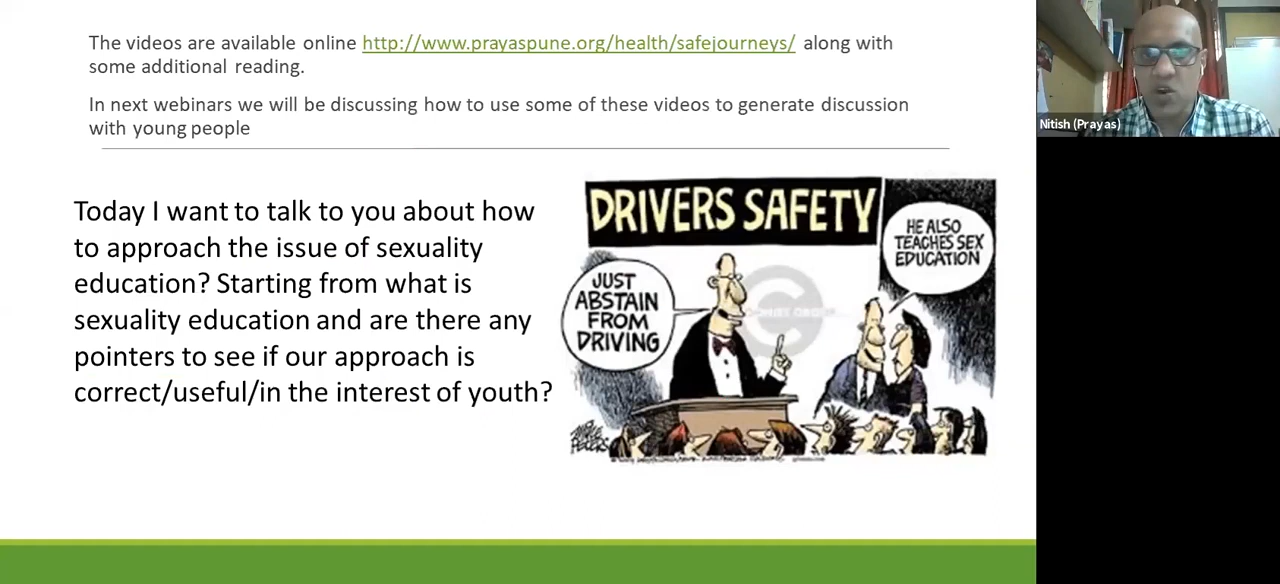 The videos are available online http://www.prayaspune.org/health/safejourneys/ along with
some additional reading.
In next webinars we will be discussing how to use some of these videos to generate discussion
with young people
Today I want to talk to you about how
to approach the issue of sexuality
education? Starting from what is
sexuality education and are there any
pointers to see if our approach is
correct/useful/in the interest of youth?
DRIVERS SAFETY
JUST
ABSTAIN
FROM
DRIVING
HE ALSO
TEACHES SEX
EDUCATION
Nitish (Prayas)